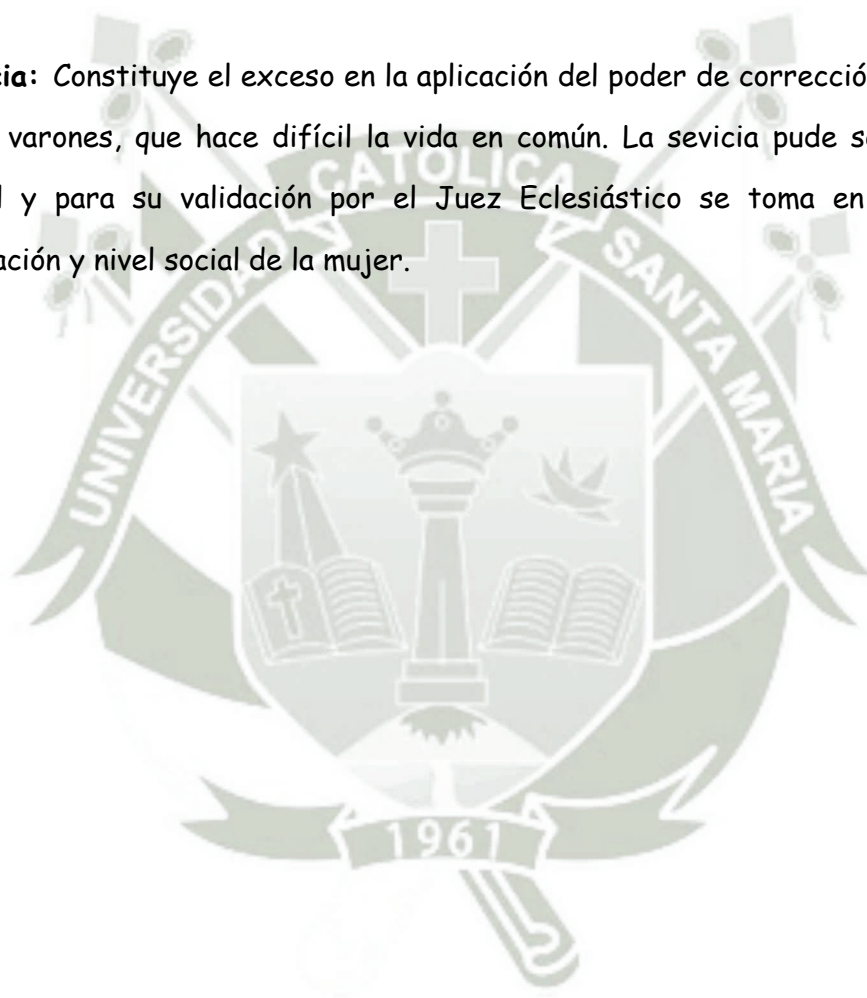 cia: Constituye el exceso en la aplicación del poder de correcció
varones, que hace difícil la vida en común. La sevicia pude s
l y para su validación por el Juez Eclesiástico se toma en
ación y nivel social de la mujer.
UNIVERSIDAD CATOLICA SANTA MARIA
1961